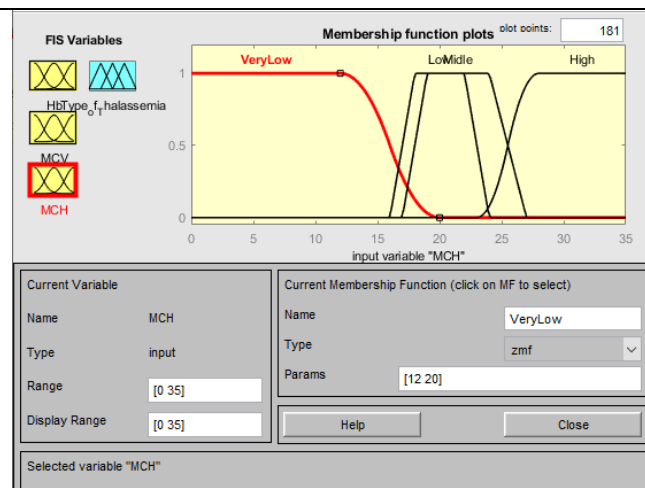 FIS Variables
Membership function plots
plot points:
181
VeryLow
Low
Midle
High
HbType_of_Thalassemia
MCV
MCH
1
0.5
0
0 5 10 15 20 25 30 35
input variable "MCH"
Current Variable
Name MCH
Type input
Range [0 35]
Display Range [0 35]
Current Membership Function (click on MF to select)
Name VeryLow
Type zmf
Params [12 20]
Help Close
Selected variable "MCH"